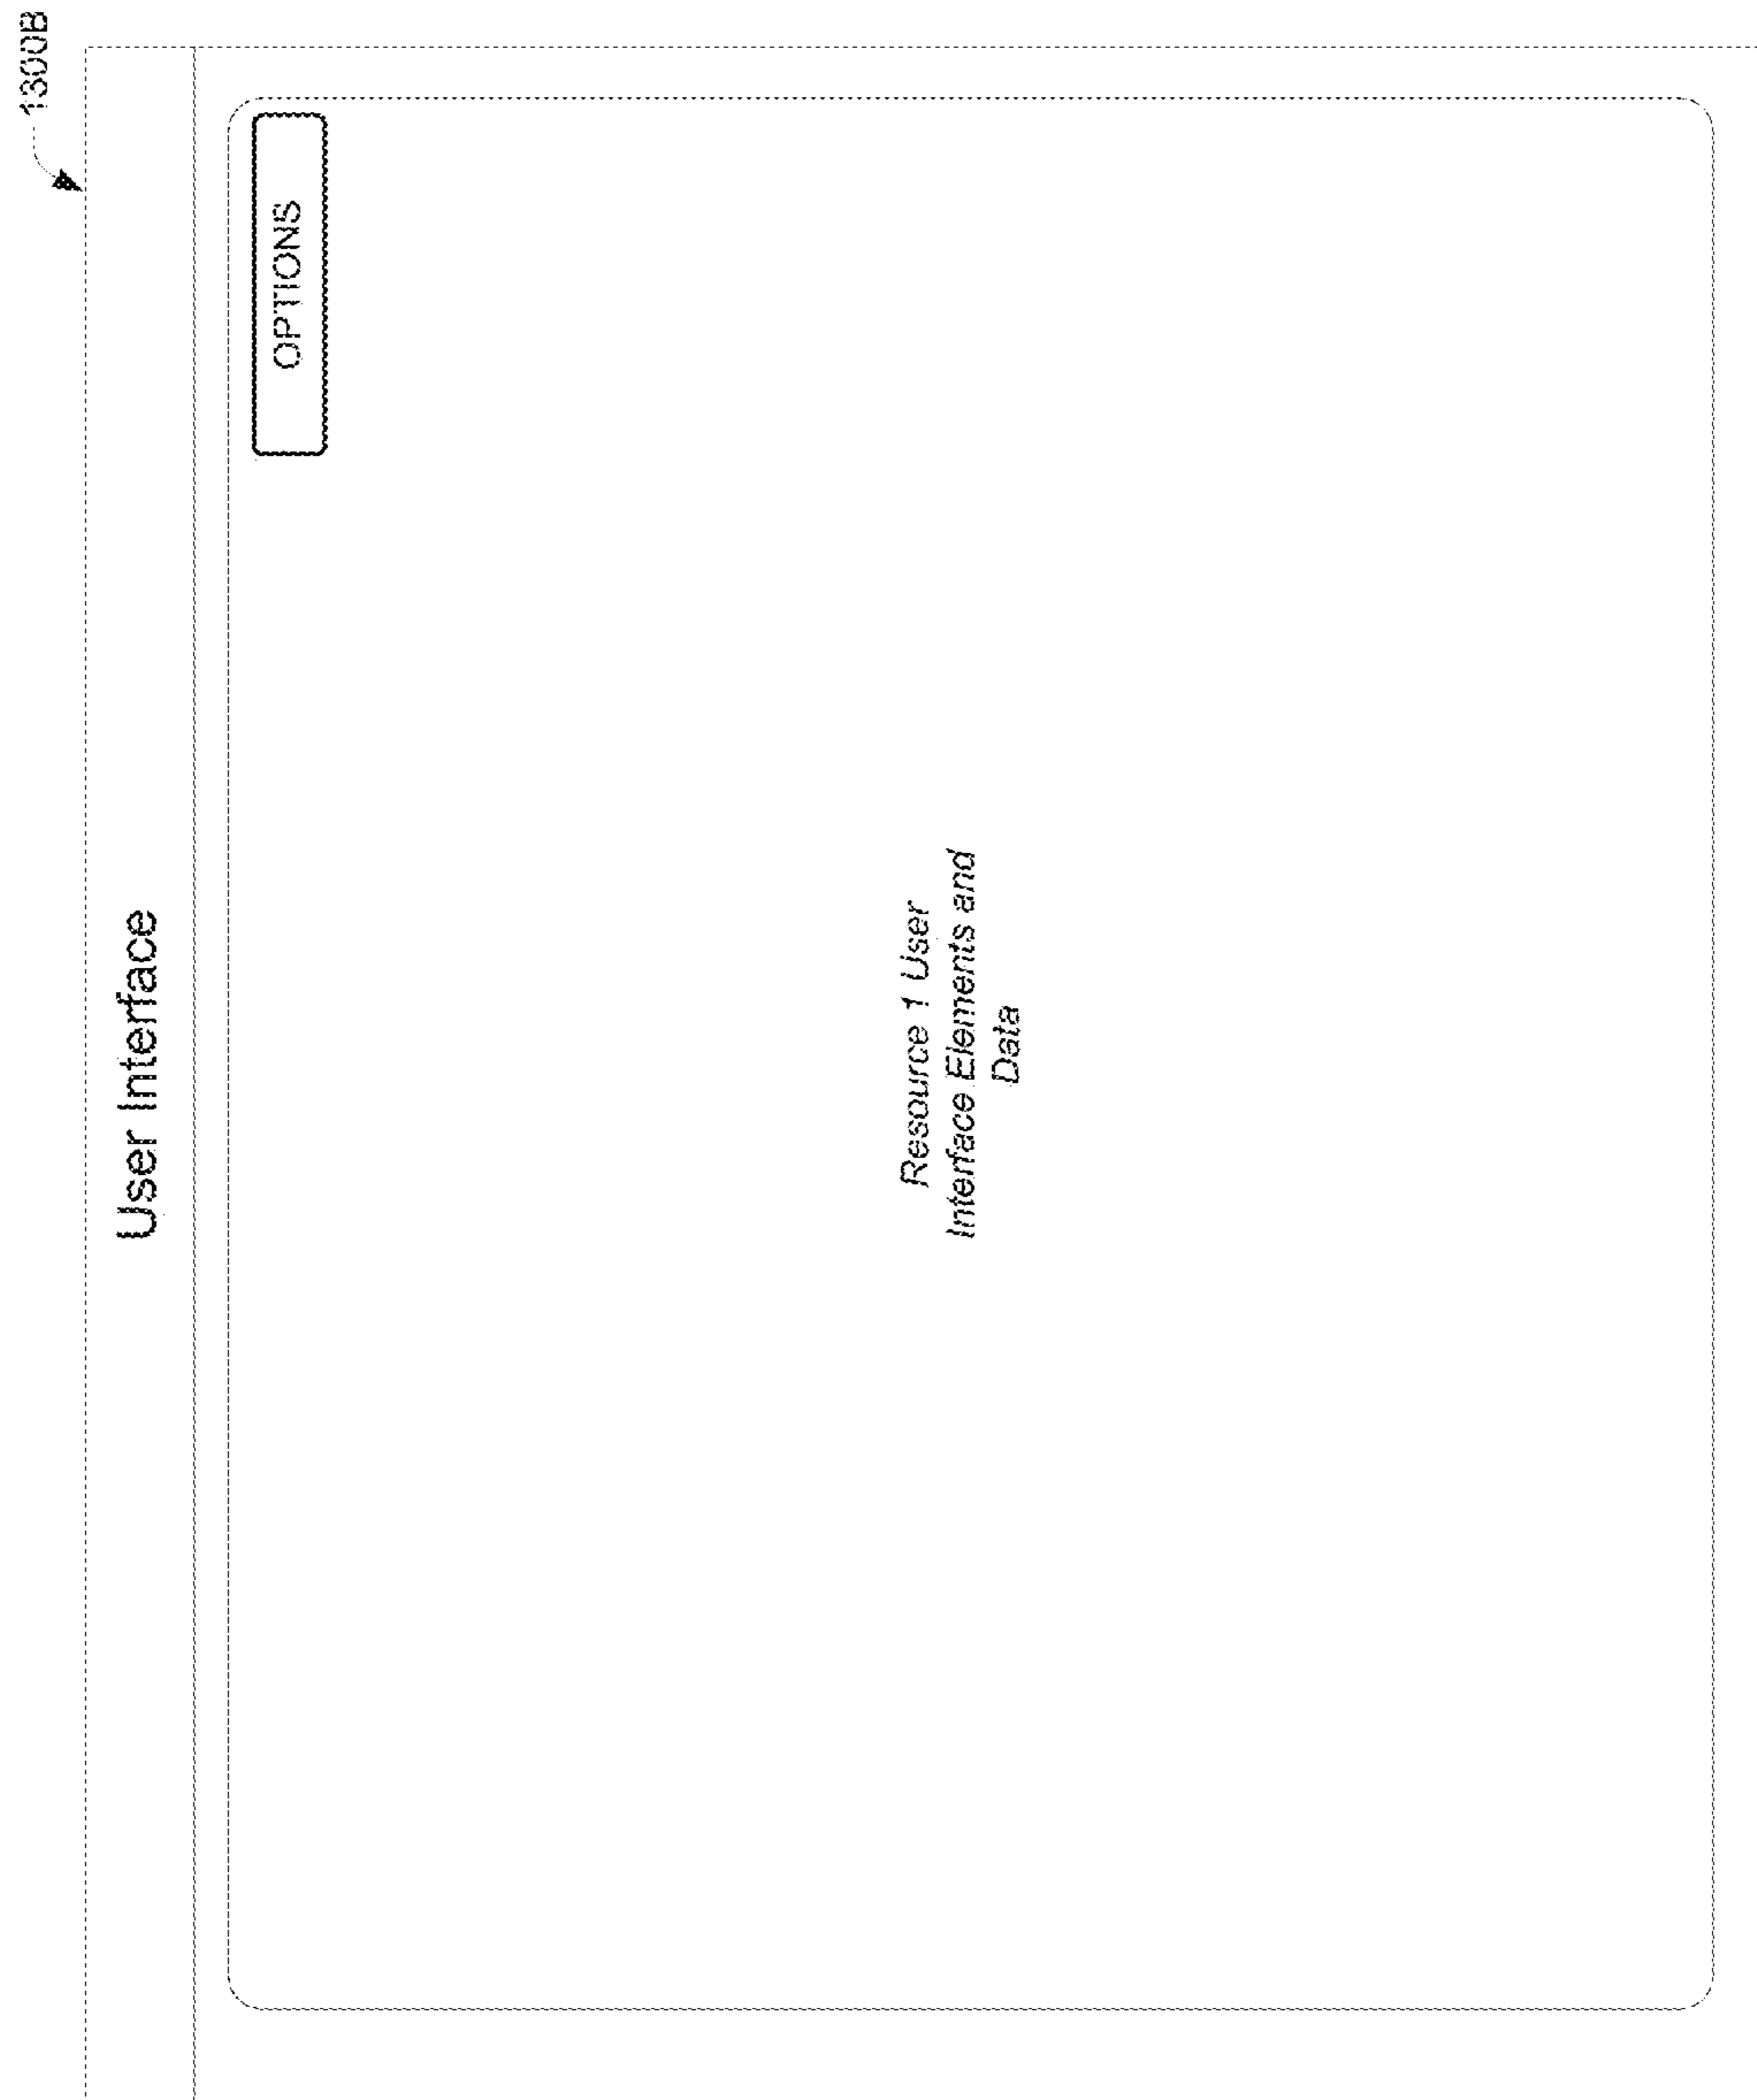 1300B
User Interface
OPTIONS
Resource 1 User
Interface Elements and
Data